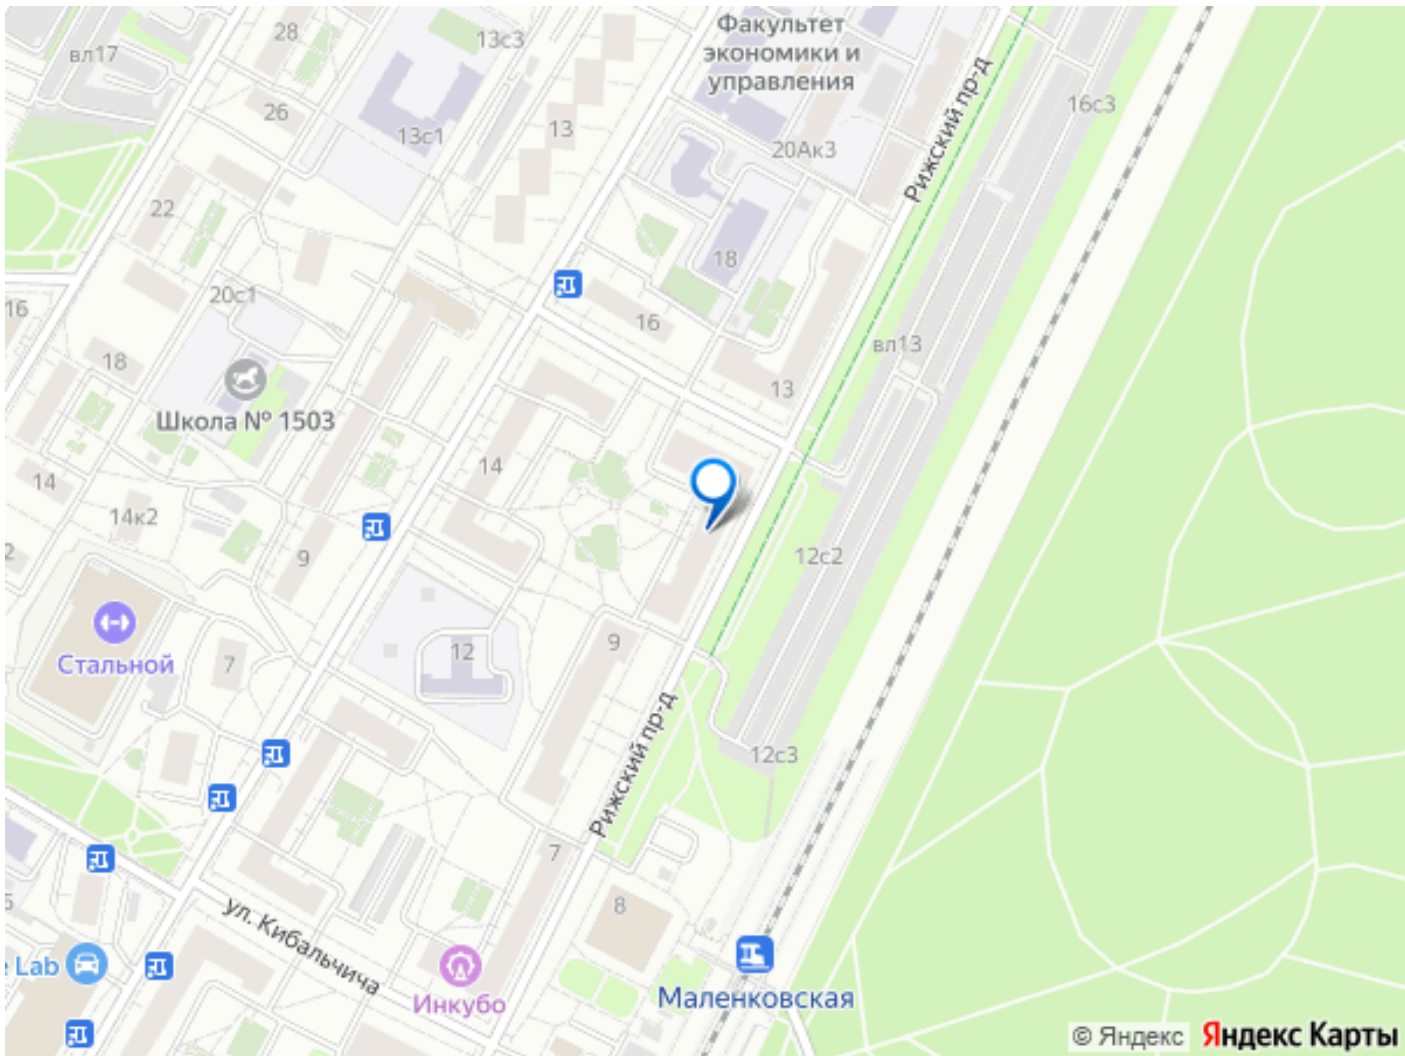 Факультет
экономики и
управления
28
13с3
вл17
16с3
26
13
13с1
20Ак3
Рижский пр-д
22
18
20с1
16
16
вл13
18
13
Школа № 1503
14
14
14к2
9
12с2
2
Стальной
7
12
9
Рижский пр-д
12с3
7
ул. Кибальчича
8
5
e Lab
Инкубо
Маленковская
© Яндекс
Яндекс Карты